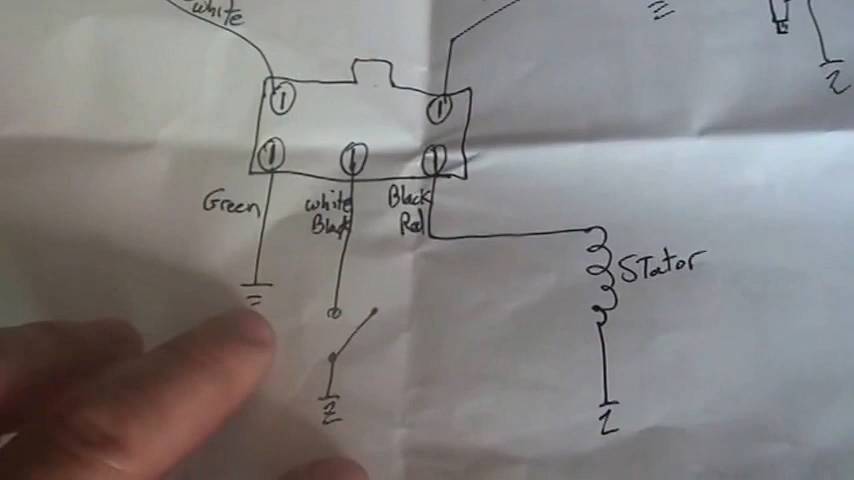 white
Green
white
Black
Black
Red
Stator